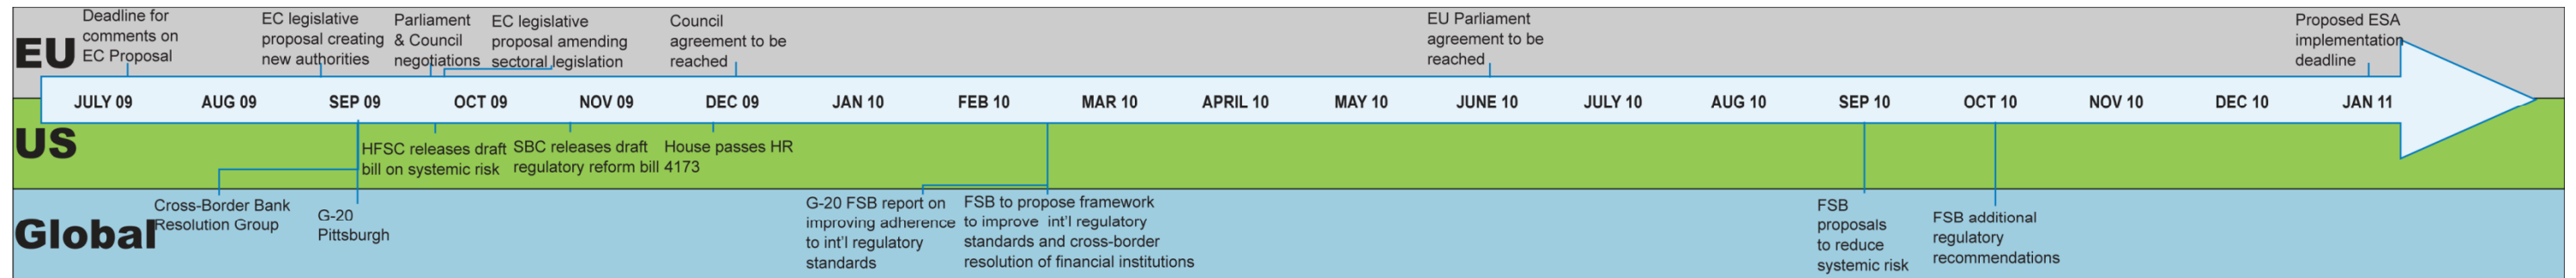 EU
Deadline for
comments on
EC Proposal
EC legislative
proposal creating
new authorities
Parliament
& Council
negotiations
EC legislative
proposal amending
sectoral legislation
Council
agreement to be
reached
EU Parliament
agreement to be
reached
Proposed ESA
implementation
deadline
JULY 09 AUG 09 SEP 09 OCT 09 NOV 09 DEC 09 JAN 10 FEB 10 MAR 10 APRIL 10 MAY 10 JUNE 10 JULY 10 AUG 10 SEP 10 OCT 10 NOV 10 DEC 10 JAN 11
US
HFSC releases draft
bill on systemic risk
SBC releases draft
regulatory reform bill
House passes HR
4173
Global
Cross-Border Bank
Resolution Group
G-20
Pittsburgh
G-20 FSB report on
improving adherence
to int'l regulatory
standards
FSB to propose framework
to improve int'l regulatory
standards and cross-border
resolution of financial institutions
FSB
proposals
to reduce
systemic risk
FSB additional
regulatory
recommendations